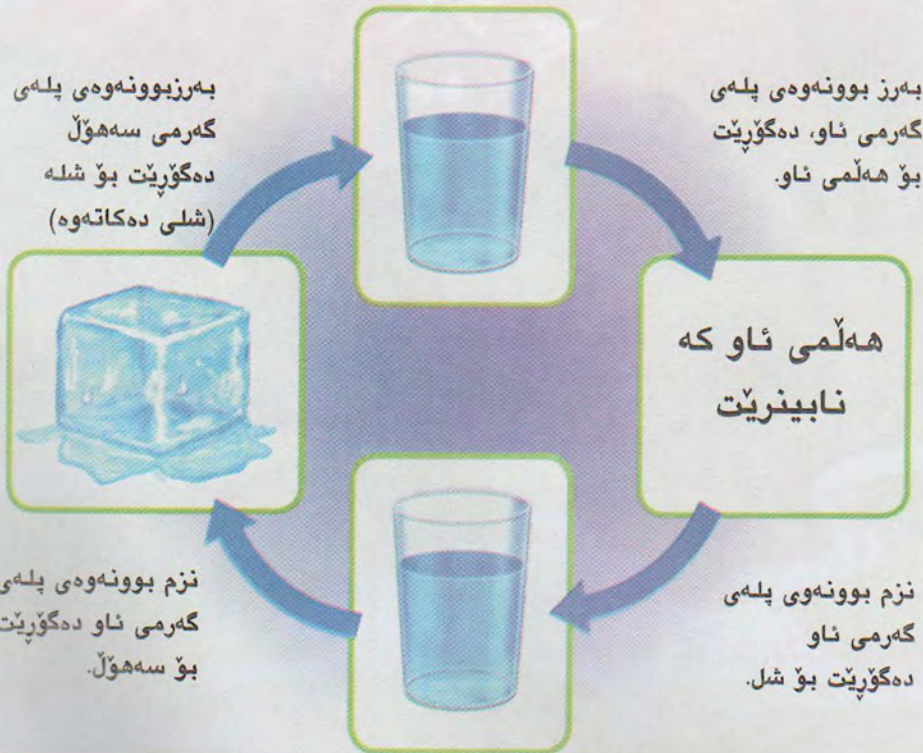 بەرز بوونەوەی پلەی
گەرمی ئاو، دەگۆڕێت
بۆ هەڵمی ئاو.
بەرزبوونەوەی پلەی
گەرمی سەهۆڵ
دەگۆڕێت بۆ شلە
(شلی دەکاتەوە)
هەڵمی ئاو کە
نابینرێت
نزم بوونەوی پلەی
گەرمی ئاو
دەگۆڕێت بۆ شل.
نزم بوونەوەی پلەی
گەرمی ئاو دەگۆڕێت
بۆ سەهۆڵ.